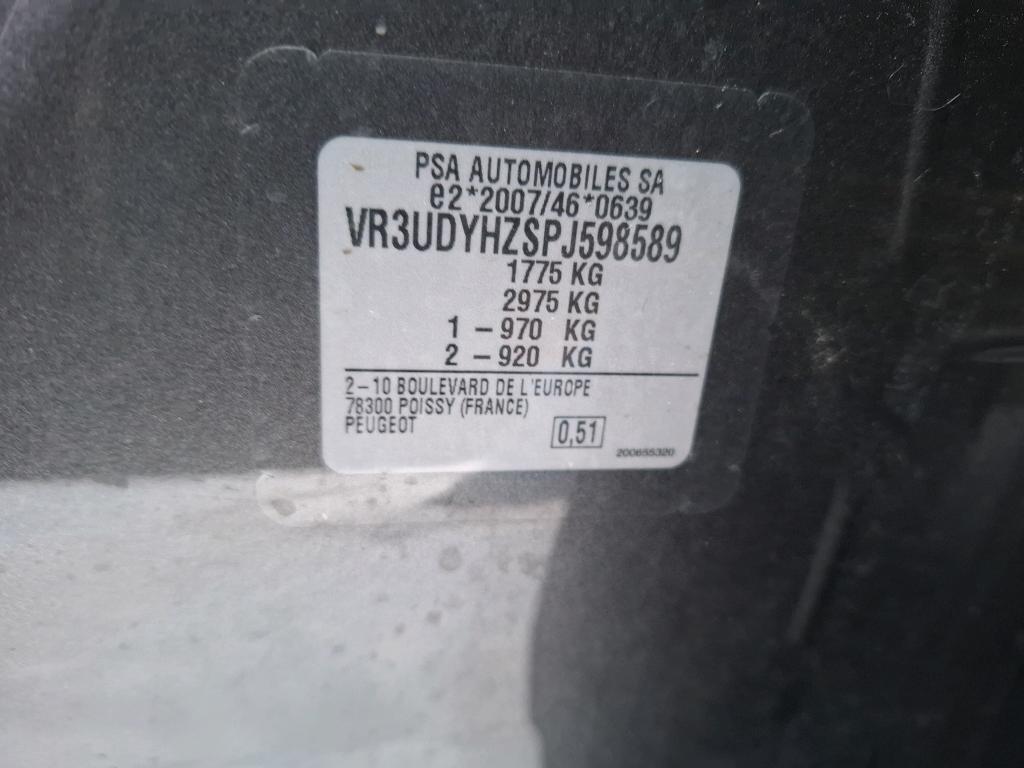 PSA AUTOMOBILES SA
e2*2007/46*0639
VR3UDYHZSPJ598589
1775 KG
2975 KG
1 – 970 KG
2 – 920 KG
2–10 BOULEVARD DE L'EUROPE
78300 POISSY (FRANCE)
PEUGEOT
0,51
200655320